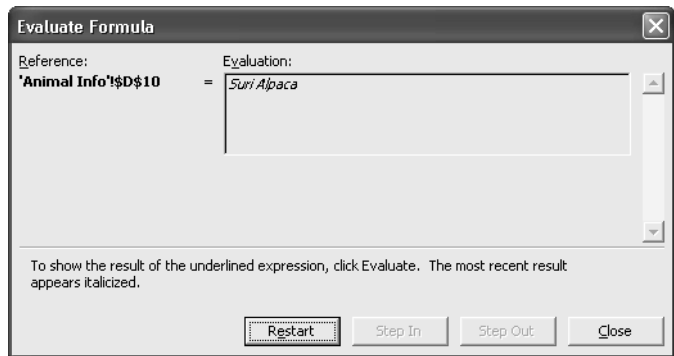 Evaluate Formula
Reference:
Evaluation:
'Animal Info'!$D$10 = Suri Alpaca
To show the result of the underlined expression, click Evaluate. The most recent result
appears italicized.
Restart Step In Step Out Close